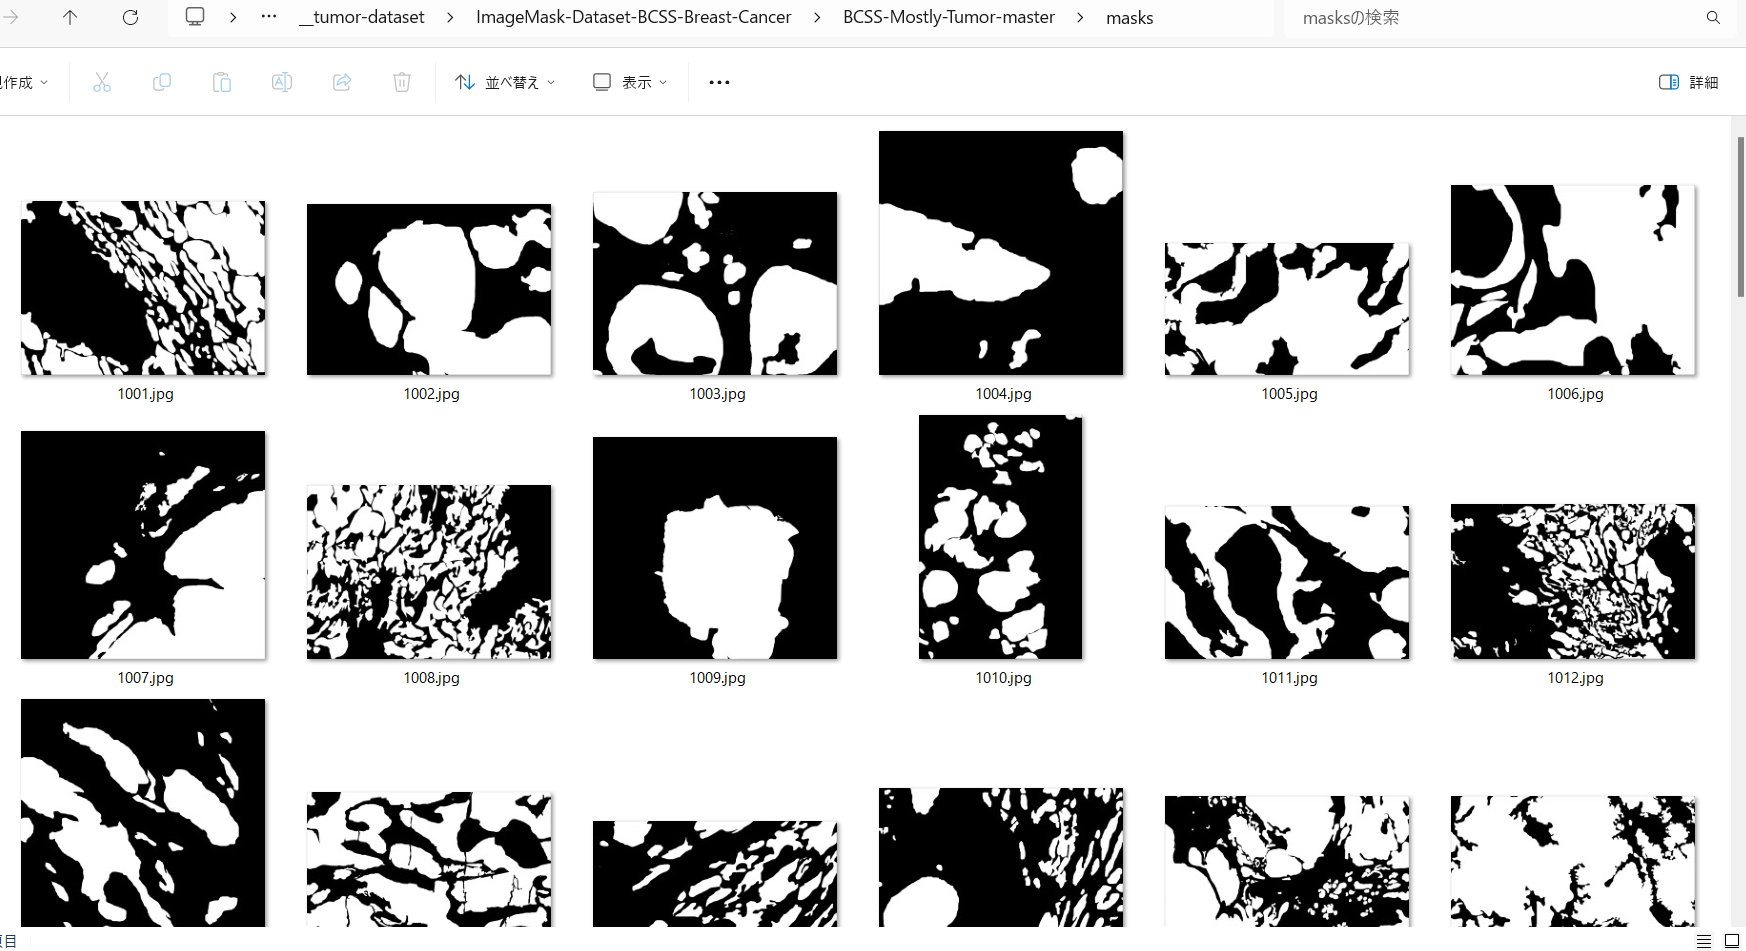 … __tumor-dataset > ImageMask-Dataset-BCSS-Breast-Cancer > BCSS-Mostly-Tumor-master > masks masksの検索
作成 並べ替え 表示 ••• 詳細
1001.jpg 1002.jpg 1003.jpg 1004.jpg 1005.jpg 1006.jpg
1007.jpg 1008.jpg 1009.jpg 1010.jpg 1011.jpg 1012.jpg
項目